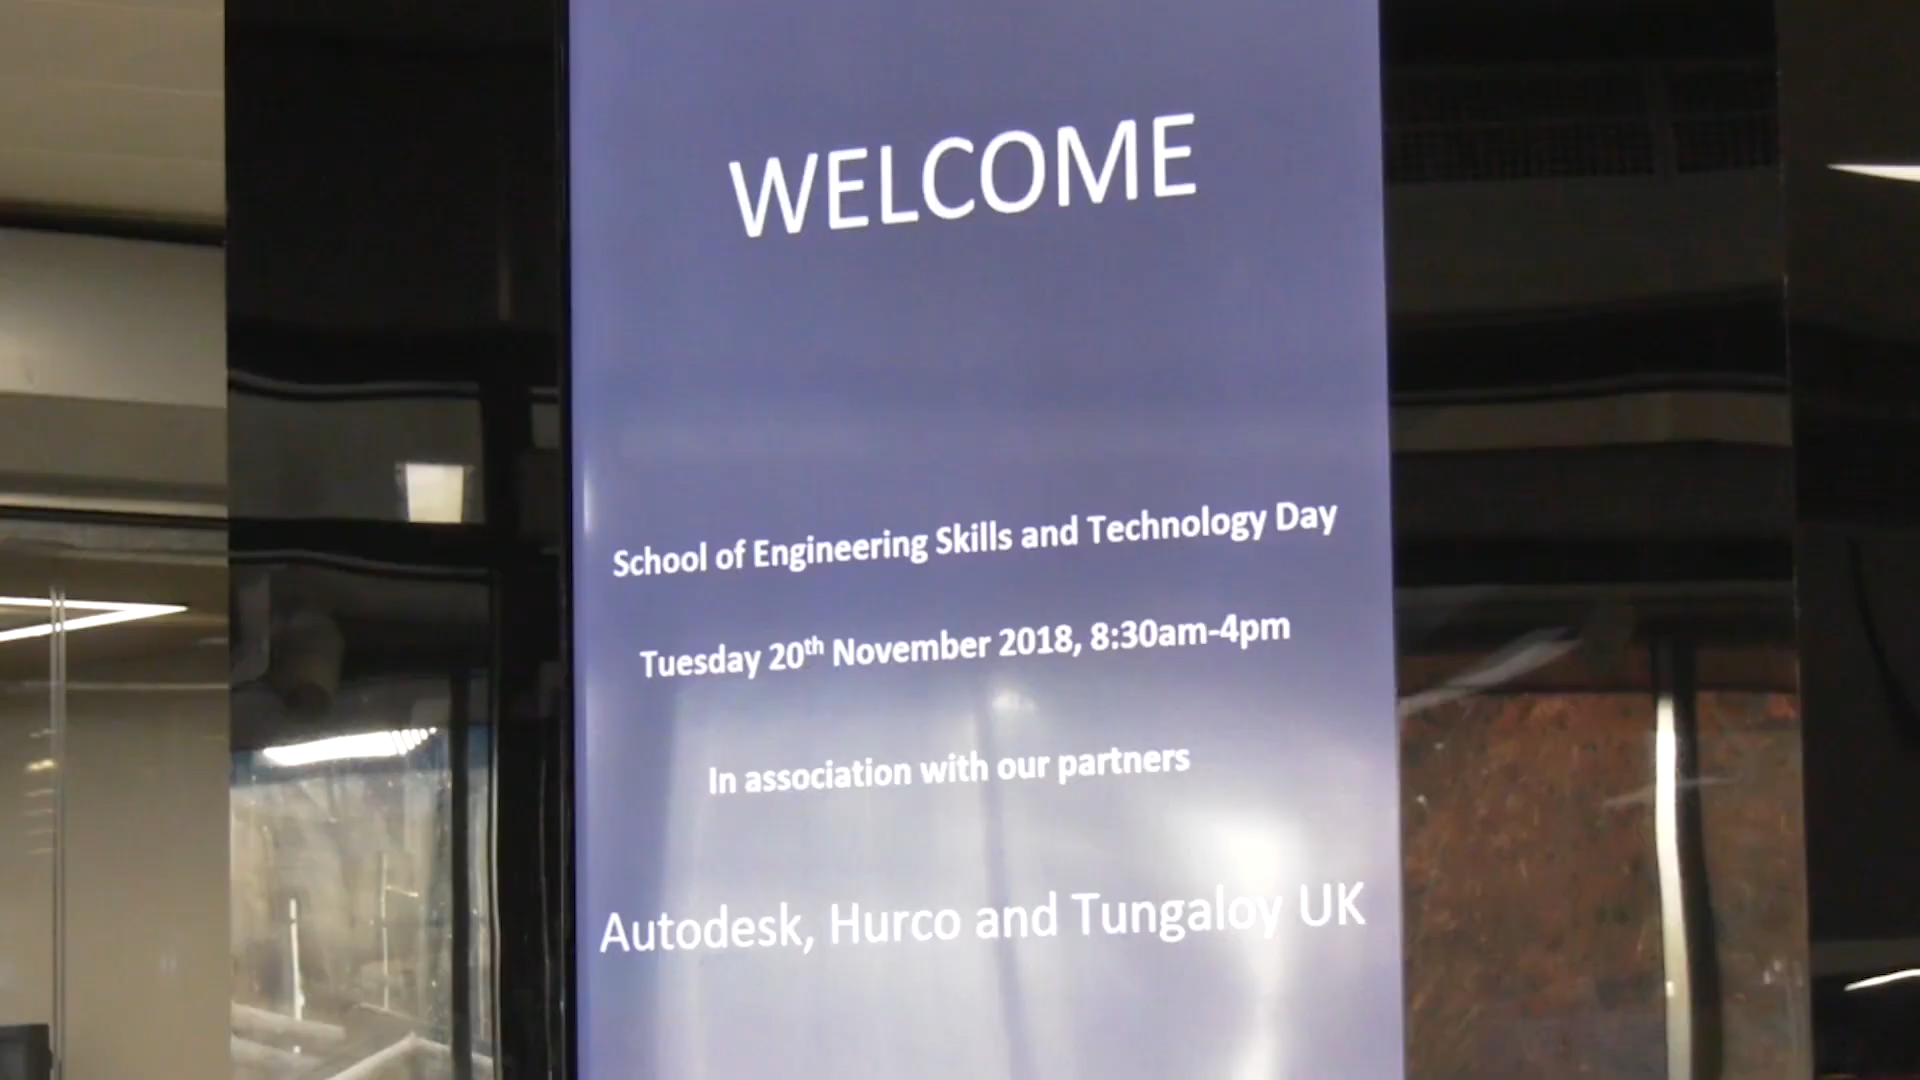 WELCOME
School of Engineering Skills and Technology Day
Tuesday 20th November 2018, 8:30am-4pm
In association with our partners
Autodesk, Hurco and Tungaloy UK